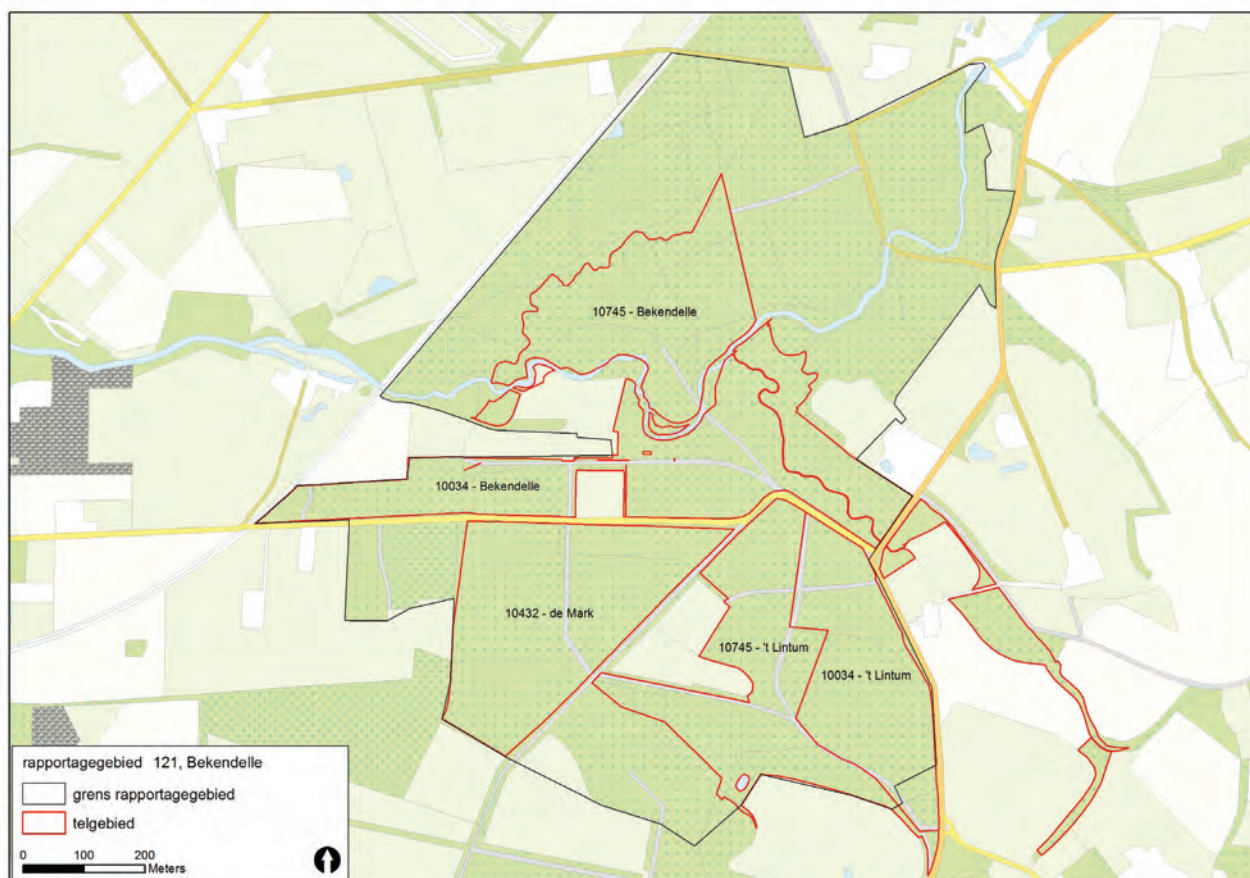 10745 - Bekendelle
10034 - Bekendelle
10432 - de Mark
10745 - 't Lintum
10034 - 't Lintum
rapportagegebied 121, Bekendelle
grens rapportagegebied
telgebied
0 100 200
Meters